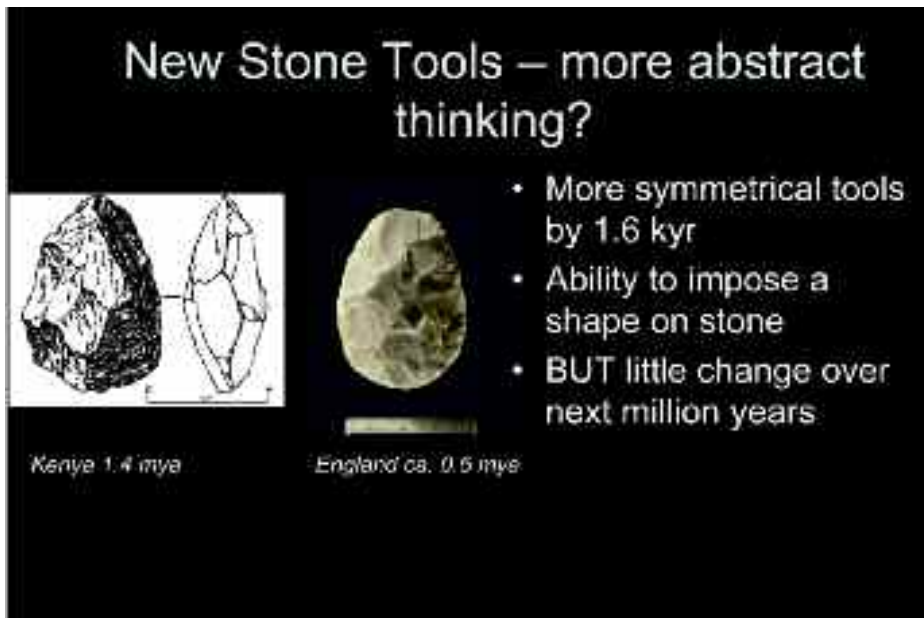 New Stone Tools – more abstract
thinking?
• More symmetrical tools
by 1.6 kyr
• Ability to impose a
shape on stone
• BUT little change over
next million years
Kenya 1.4 mya
England ca. 0.5 mya